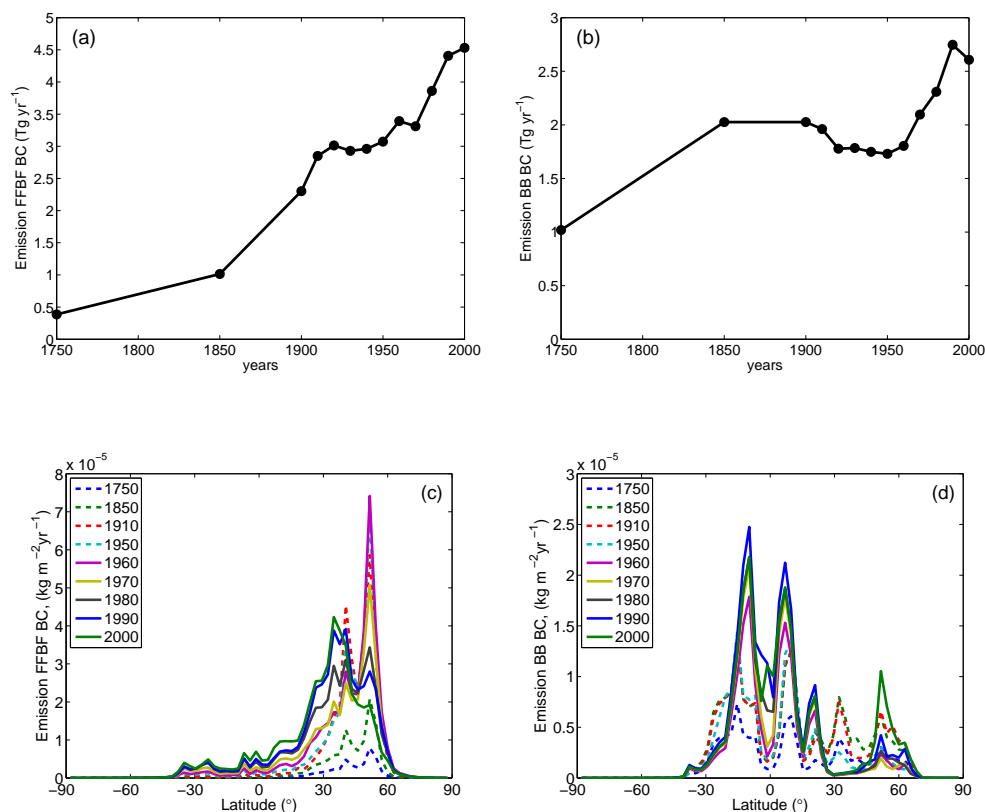 (a)
Emission FFBF BC (Tg yr⁻¹)
5
4.5
4
3.5
3
2.5
2
1.5
1
0.5
0
1750 1800 1850 1900 1950 2000
years
(b)
Emission BB BC (Tg yr⁻¹)
3
2.5
2
1.5
1
0.5
0
1750 1800 1850 1900 1950 2000
years
(c)
x 10⁻⁵
Emission FFBF BC, (kg m⁻²yr⁻¹)
8
7
6
5
4
3
2
1
0
1750
1850
1910
1950
1960
1970
1980
1990
2000
−90 −60 −30 0 30 60 90
Latitude (°)
(d)
x 10⁻⁵
Emission BB BC, (kg m⁻²yr⁻¹)
3
2.5
2
1.5
1
0.5
0
1750
1850
1910
1950
1960
1970
1980
1990
2000
−90 −60 −30 0 30 60 90
Latitude (°)